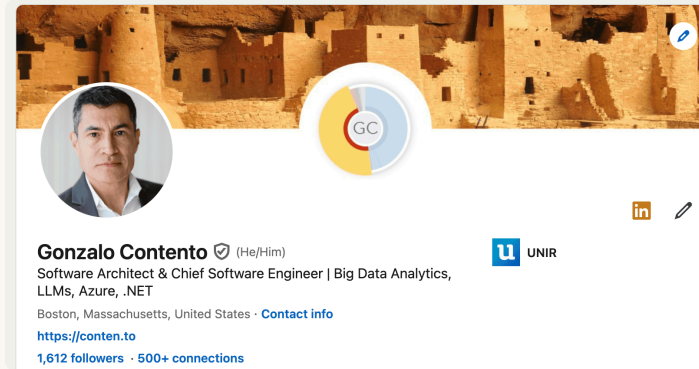 GC
in
Gonzalo Contento (He/Him)
u UNIR
Software Architect & Chief Software Engineer | Big Data Analytics,
LLMs, Azure, .NET
Boston, Massachusetts, United States · Contact info
https://conten.to
1,612 followers · 500+ connections